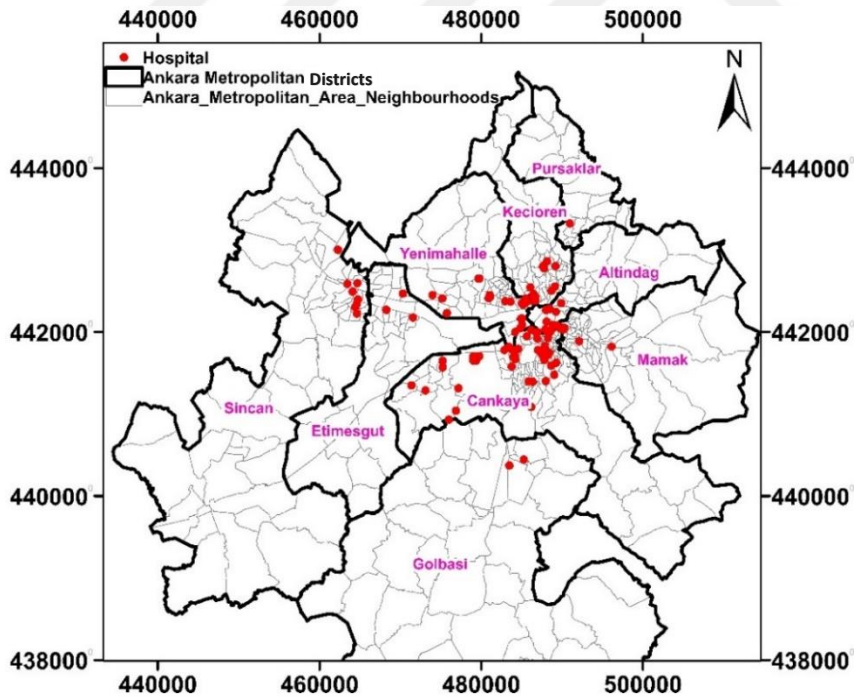 440000 460000 480000 500000
Hospital
Ankara Metropolitan Districts
Ankara_Metropolitan_Area_Neighbourhoods
N
444000 444000
Pursaklar
Kecioren
Yenimahalle
Altindag
442000 442000
Mamak
Sincan
Cankaya
Etimesgut
440000 440000
Golbasi
438000 438000
440000 460000 480000 500000